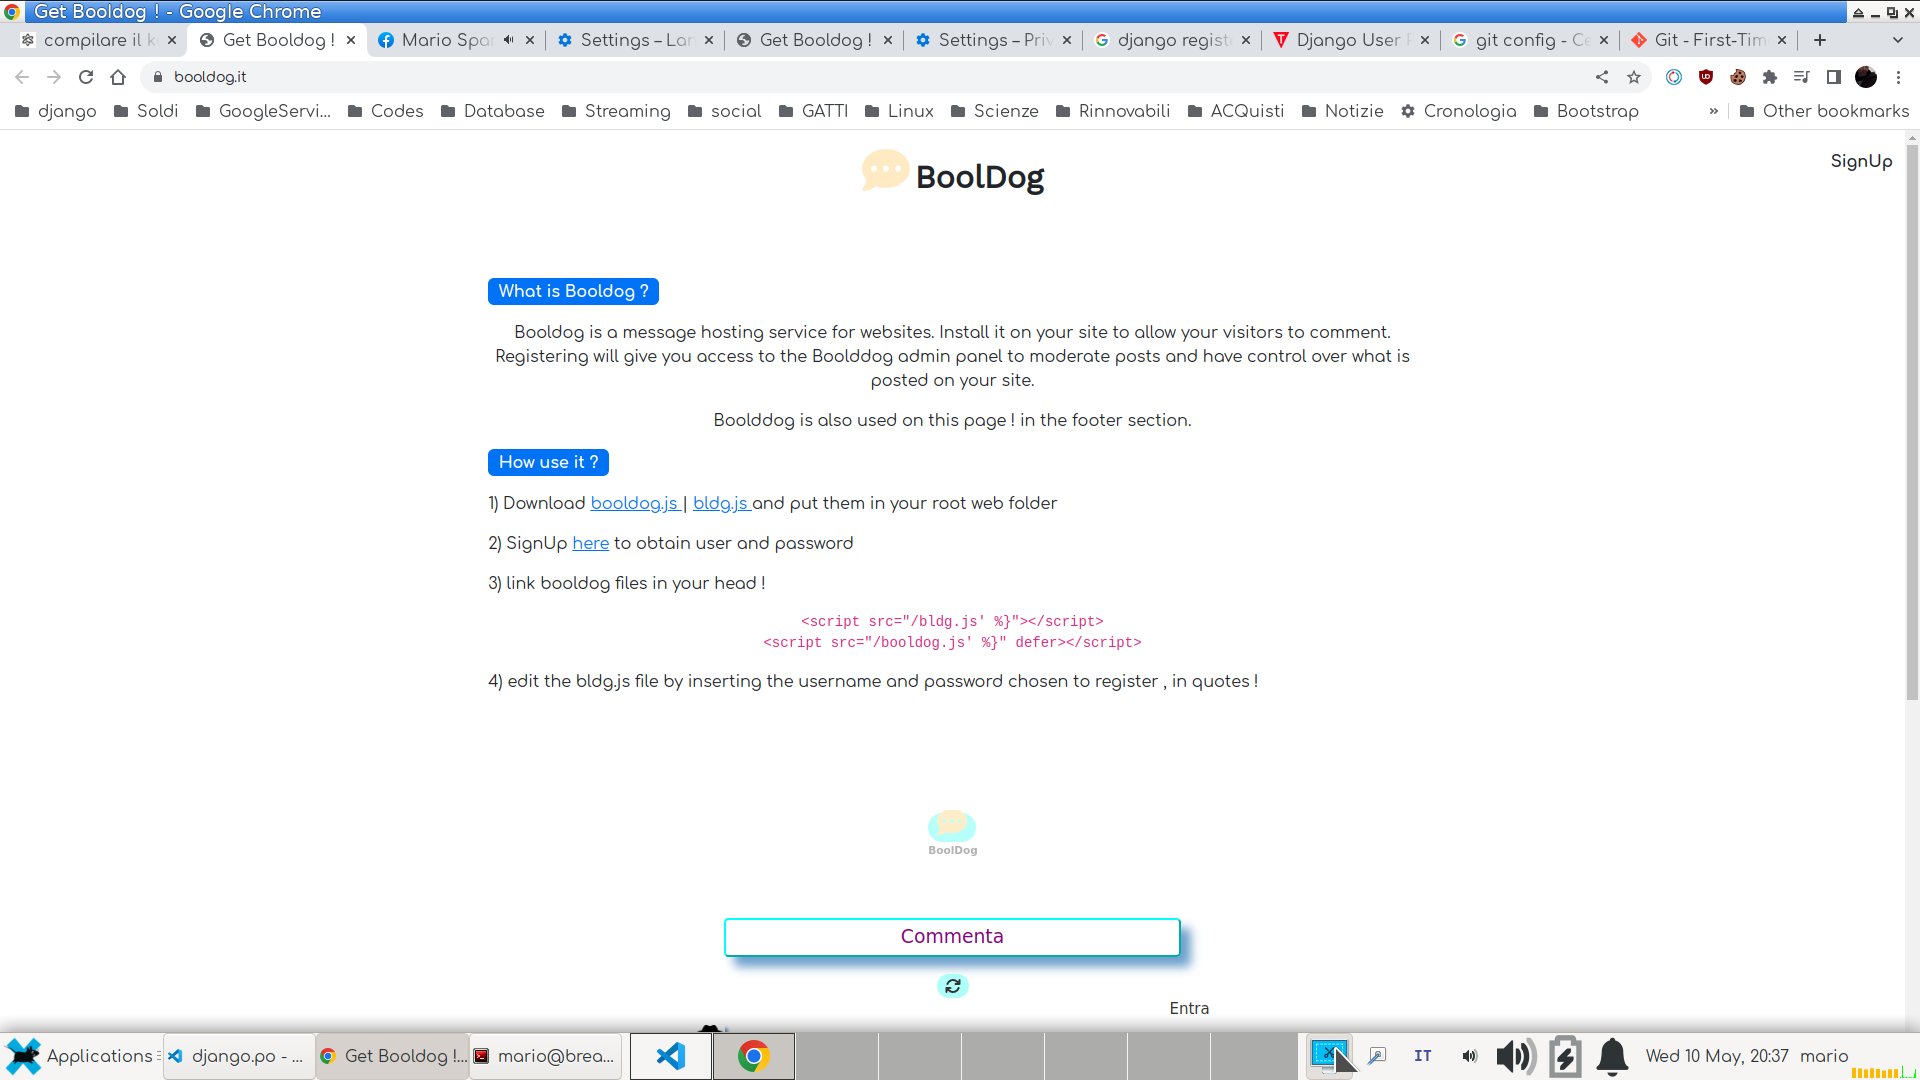 Get Booldog ! - Google Chrome
compilare il k
Get Booldog !
Mario Spa
Settings – Lan
Get Booldog !
Settings – Priv
django regist
Django User
git config - Ce
Git - First-Tim
booldog.it
django
Soldi
GoogleServi...
Codes
Database
Streaming
social
GATTI
Linux
Scienze
Rinnovabili
ACQuisti
Notizie
Cronologia
Bootstrap
»
Other bookmarks
SignUp
BoolDog
What is Booldog ?
Booldog is a message hosting service for websites. Install it on your site to allow your visitors to comment.
Registering will give you access to the Boolddog admin panel to moderate posts and have control over what is
posted on your site.
Boolddog is also used on this page ! in the footer section.
How use it ?
1) Download booldog.js | bldg.js and put them in your root web folder
2) SignUp here to obtain user and password
3) link booldog files in your head !
<script src="/bldg.js' %}"></script>
<script src="/booldog.js' %}" defer></script>
4) edit the bldg.js file by inserting the username and password chosen to register , in quotes !
BoolDog
Commenta
Entra
Applications
django.po - ...
Get Booldog !...
mario@brea...
IT
Wed 10 May, 20:37
mario